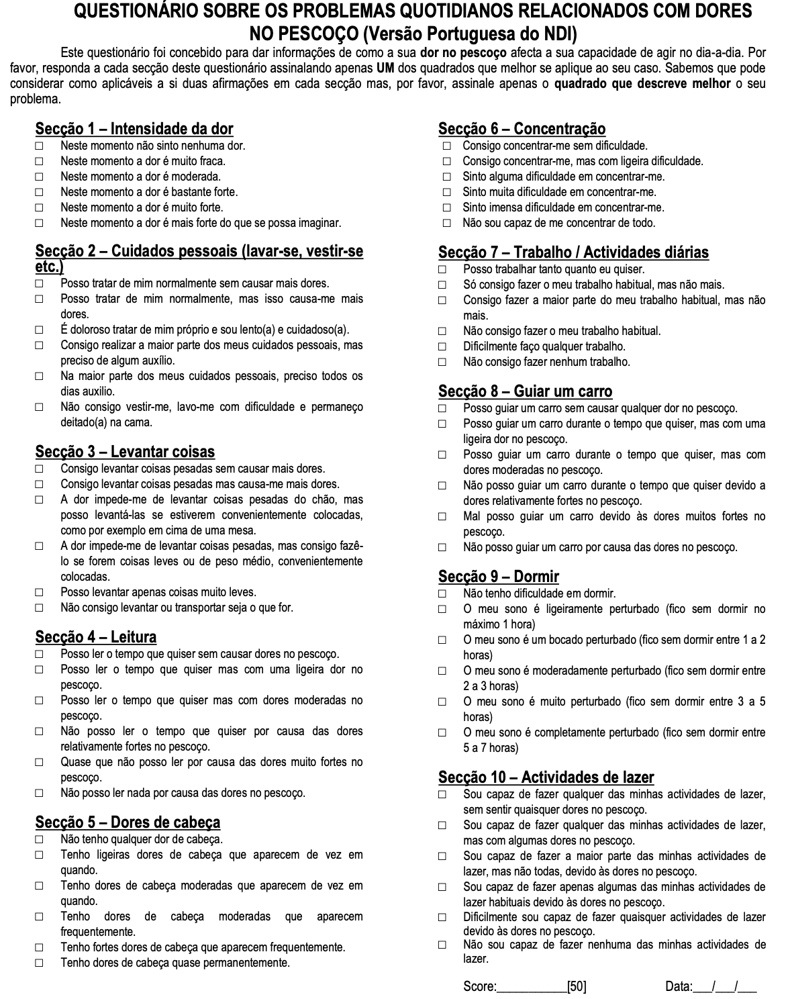 QUESTIONÁRIO SOBRE OS PROBLEMAS QUOTIDIANOS RELACIONADOS COM DORES
NO PESCOÇO (Versão Portuguesa do NDI)
Este questionário foi concebido para dar informações de como a sua dor no pescoço afecta a sua capacidade de agir no dia-a-dia. Por
favor, responda a cada secção deste questionário assinalando apenas UM dos quadrados que melhor se aplique ao seu caso. Sabemos que pode
considerar como aplicáveis a si duas afirmações em cada secção mas, por favor, assinale apenas o quadrado que descreve melhor o seu
problema.
Secção 1 – Intensidade da dor
□ Neste momento não sinto nenhuma dor.
□ Neste momento a dor é muito fraca.
□ Neste momento a dor é moderada.
□ Neste momento a dor é bastante forte.
□ Neste momento a dor é muito forte.
□ Neste momento a dor é mais forte do que se possa imaginar.
Secção 2 – Cuidados pessoais (lavar-se, vestir-se
etc.)
□ Posso tratar de mim normalmente sem causar mais dores.
□ Posso tratar de mim normalmente, mas isso causa-me mais
dores.
□ É doloroso tratar de mim próprio e sou lento(a) e cuidadoso(a).
□ Consigo realizar a maior parte dos meus cuidados pessoais, mas
preciso de algum auxílio.
□ Na maior parte dos meus cuidados pessoais, preciso todos os
dias auxilio.
□ Não consigo vestir-me, lavo-me com dificuldade e permaneço
deitado(a) na cama.
Secção 3 – Levantar coisas
□ Consigo levantar coisas pesadas sem causar mais dores.
□ Consigo levantar coisas pesadas mas causa-me mais dores.
□ A dor impede-me de levantar coisas pesadas do chão, mas
posso levantá-las se estiverem convenientemente colocadas,
como por exemplo em cima de uma mesa.
□ A dor impede-me de levantar coisas pesadas, mas consigo fazê-
lo se forem coisas leves ou de peso médio, convenientemente
colocadas.
□ Posso levantar apenas coisas muito leves.
□ Não consigo levantar ou transportar seja o que for.
Secção 4 – Leitura
□ Posso ler o tempo que quiser sem causar dores no pescoço.
□ Posso ler o tempo que quiser mas com uma ligeira dor no
pescoço.
□ Posso ler o tempo que quiser mas com dores moderadas no
pescoço.
□ Não posso ler o tempo que quiser por causa das dores
relativamente fortes no pescoço.
□ Quase que não posso ler por causa das dores muito fortes no
pescoço.
□ Não posso ler nada por causa das dores no pescoço.
Secção 5 – Dores de cabeça
□ Não tenho qualquer dor de cabeça.
□ Tenho ligeiras dores de cabeça que aparecem de vez em
quando.
□ Tenho dores de cabeça moderadas que aparecem de vez em
quando.
□ Tenho dores de cabeça moderadas que aparecem
frequentemente.
□ Tenho fortes dores de cabeça que aparecem frequentemente.
□ Tenho dores de cabeça quase permanentemente.
Secção 6 – Concentração
□ Consigo concentrar-me sem dificuldade.
□ Consigo concentrar-me, mas com ligeira dificuldade.
□ Sinto alguma dificuldade em concentrar-me.
□ Sinto muita dificuldade em concentrar-me.
□ Sinto imensa dificuldade em concentrar-me.
□ Não sou capaz de me concentrar de todo.
Secção 7 – Trabalho / Actividades diárias
□ Posso trabalhar tanto quanto eu quiser.
□ Só consigo fazer o meu trabalho habitual, mas não mais.
□ Consigo fazer a maior parte do meu trabalho habitual, mas não
mais.
□ Não consigo fazer o meu trabalho habitual.
□ Dificilmente faço qualquer trabalho.
□ Não consigo fazer nenhum trabalho.
Secção 8 – Guiar um carro
□ Posso guiar um carro sem causar qualquer dor no pescoço.
□ Posso guiar um carro durante o tempo que quiser, mas com uma
ligeira dor no pescoço.
□ Posso guiar um carro durante o tempo que quiser, mas com
dores moderadas no pescoço.
□ Não posso guiar um carro durante o tempo que quiser devido a
dores relativamente fortes no pescoço.
□ Mal posso guiar um carro devido às dores muitos fortes no
pescoço.
□ Não posso guiar um carro por causa das dores no pescoço.
Secção 9 – Dormir
□ Não tenho dificuldade em dormir.
□ O meu sono é ligeiramente perturbado (fico sem dormir no
máximo 1 hora)
□ O meu sono é um bocado perturbado (fico sem dormir entre 1 a 2
horas)
□ O meu sono é moderadamente perturbado (fico sem dormir entre
2 a 3 horas)
□ O meu sono é muito perturbado (fico sem dormir entre 3 a 5
horas)
□ O meu sono é completamente perturbado (fico sem dormir entre
5 a 7 horas)
Secção 10 – Actividades de lazer
□ Sou capaz de fazer qualquer das minhas actividades de lazer,
sem sentir quaisquer dores no pescoço.
□ Sou capaz de fazer qualquer das minhas actividades de lazer,
mas com algumas dores no pescoço.
□ Sou capaz de fazer a maior parte das minhas actividades de
lazer, mas não todas, devido às dores no pescoço.
□ Sou capaz de fazer apenas algumas das minhas actividades de
lazer habituais devido às dores no pescoço.
□ Dificilmente sou capaz de fazer quaisquer actividades de lazer
devido às dores no pescoço.
□ Não sou capaz de fazer nenhuma das minhas actividades de
lazer.
Score:___________[50] Data:___/___/___